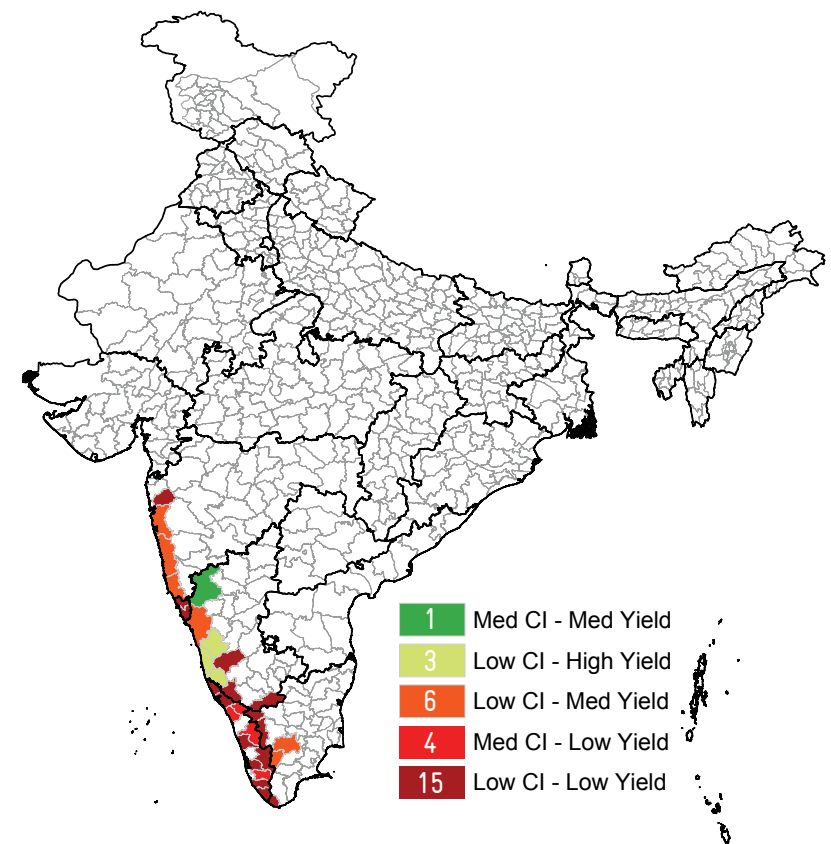 1 Med CI - Med Yield
3 Low CI - High Yield
6 Low CI - Med Yield
4 Med CI - Low Yield
15 Low CI - Low Yield